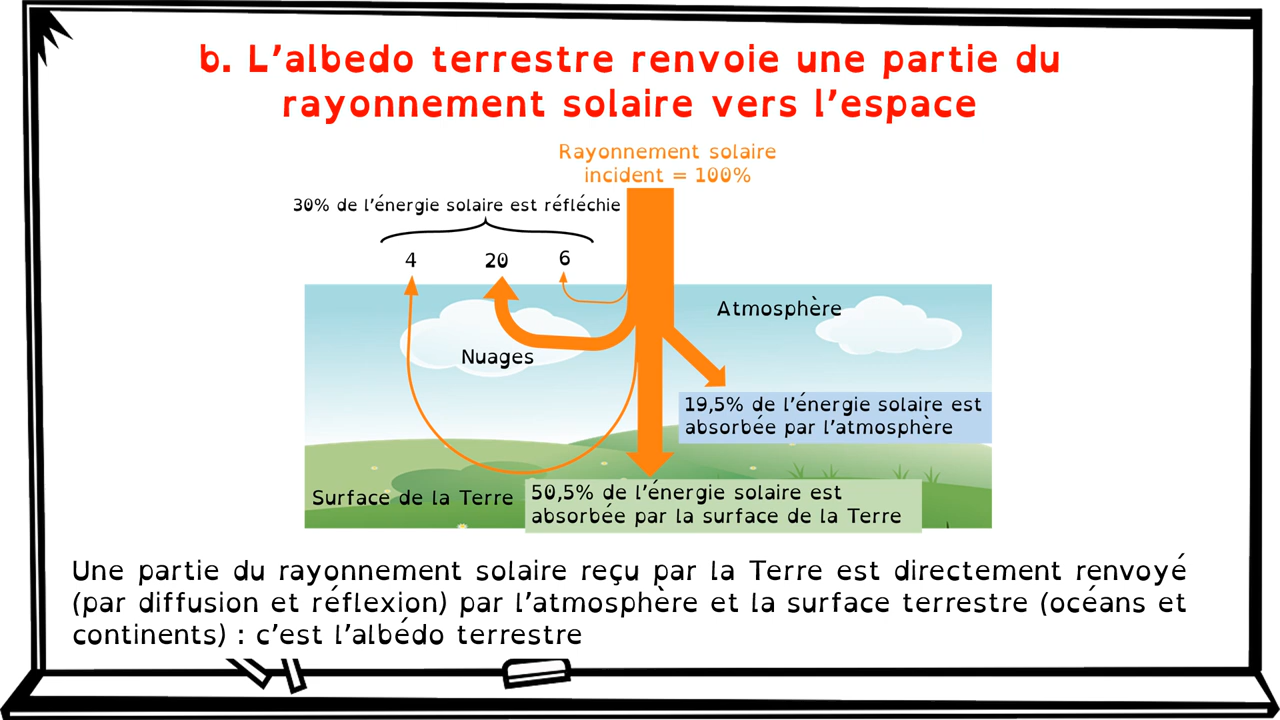 b. L’albedo terrestre renvoie une partie du
rayonnement solaire vers l’espace
Rayonnement solaire
incident = 100%
30% de l’énergie solaire est réfléchie
4
20
6
Atmosphère
Nuages
19,5% de l’énergie solaire est
absorbée par l’atmosphère
Surface de la Terre
50,5% de l’énergie solaire est
absorbée par la surface de la Terre
Une partie du rayonnement solaire reçu par la Terre est directement renvoyé
(par diffusion et réflexion) par l’atmosphère et la surface terrestre (océans et
continents) : c’est l’albédo terrestre